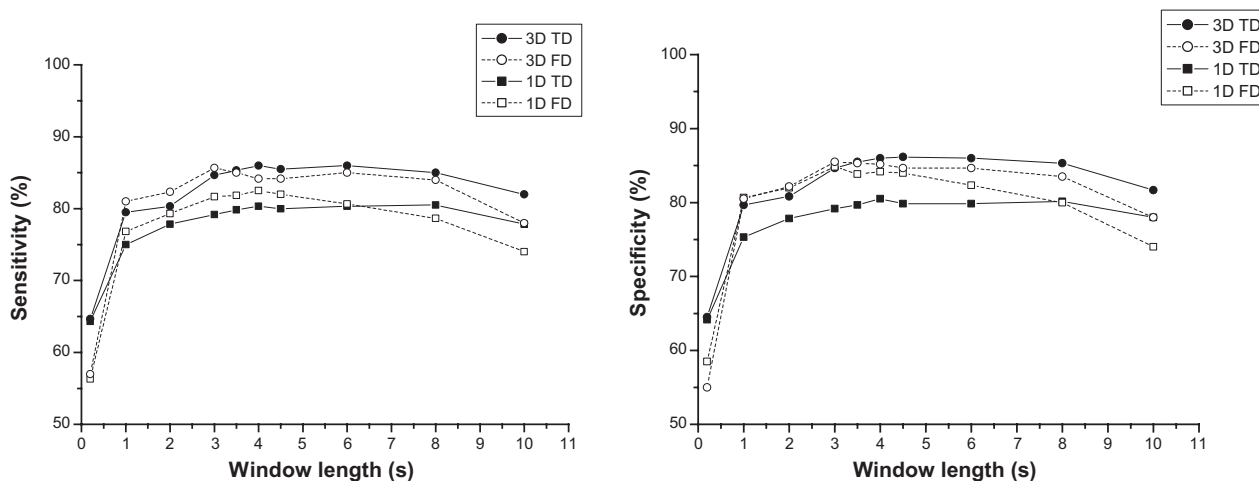 3D TD
3D FD
1D TD
1D FD
100
90
80
70
60
50
Sensitivity (%)
0 1 2 3 4 5 6 7 8 9 10 11
Window length (s)
3D TD
3D FD
1D TD
1D FD
100
90
80
70
60
50
Specificity (%)
0 1 2 3 4 5 6 7 8 9 10 11
Window length (s)